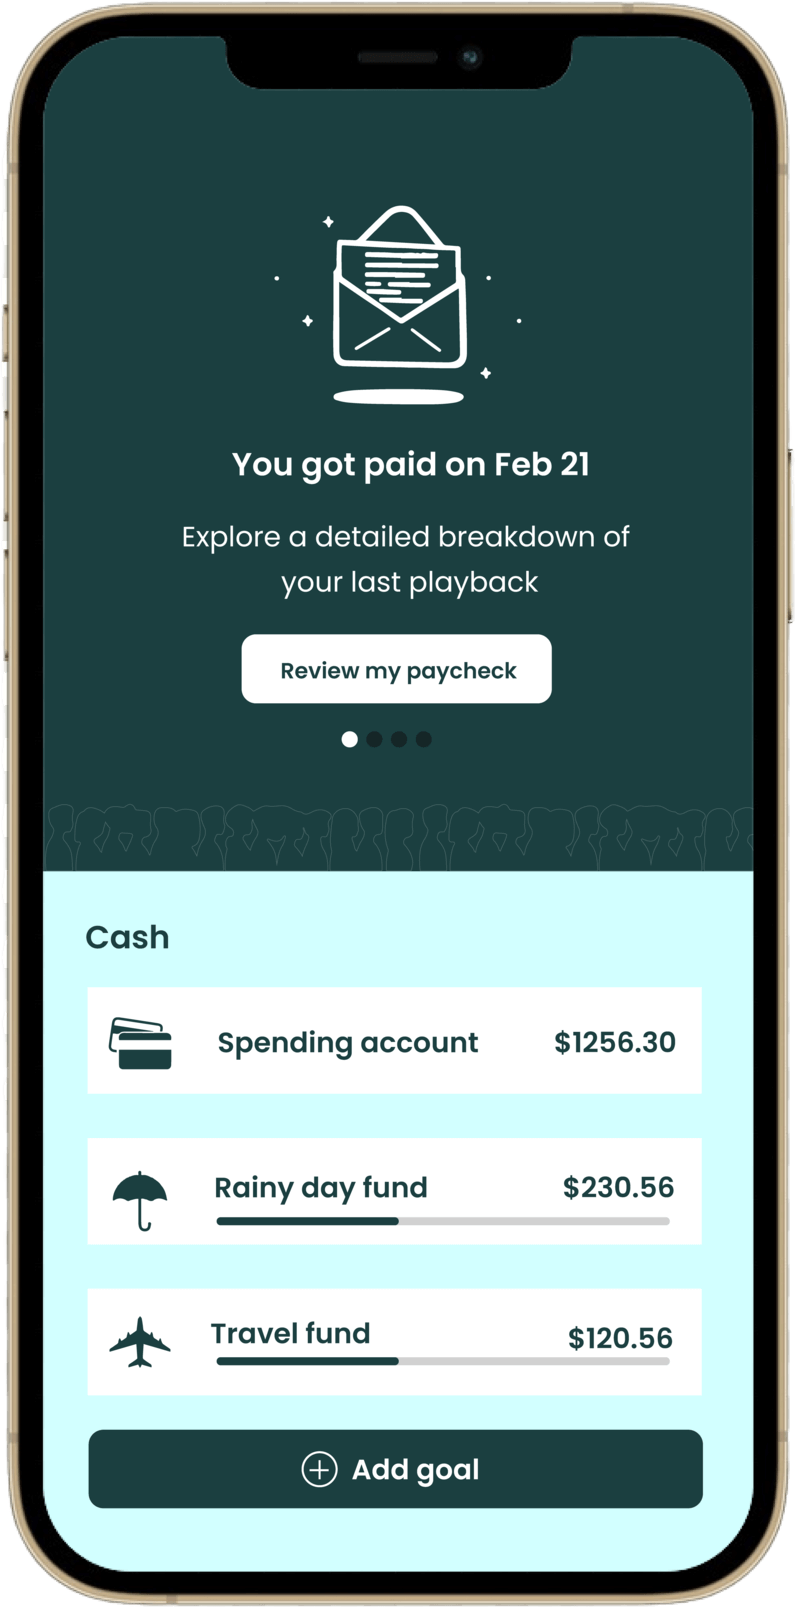 You got paid on Feb 21
Explore a detailed breakdown of
your last playback
Review my paycheck
Cash
Spending account $1256.30
Rainy day fund $230.56
Travel fund $120.56
Add goal